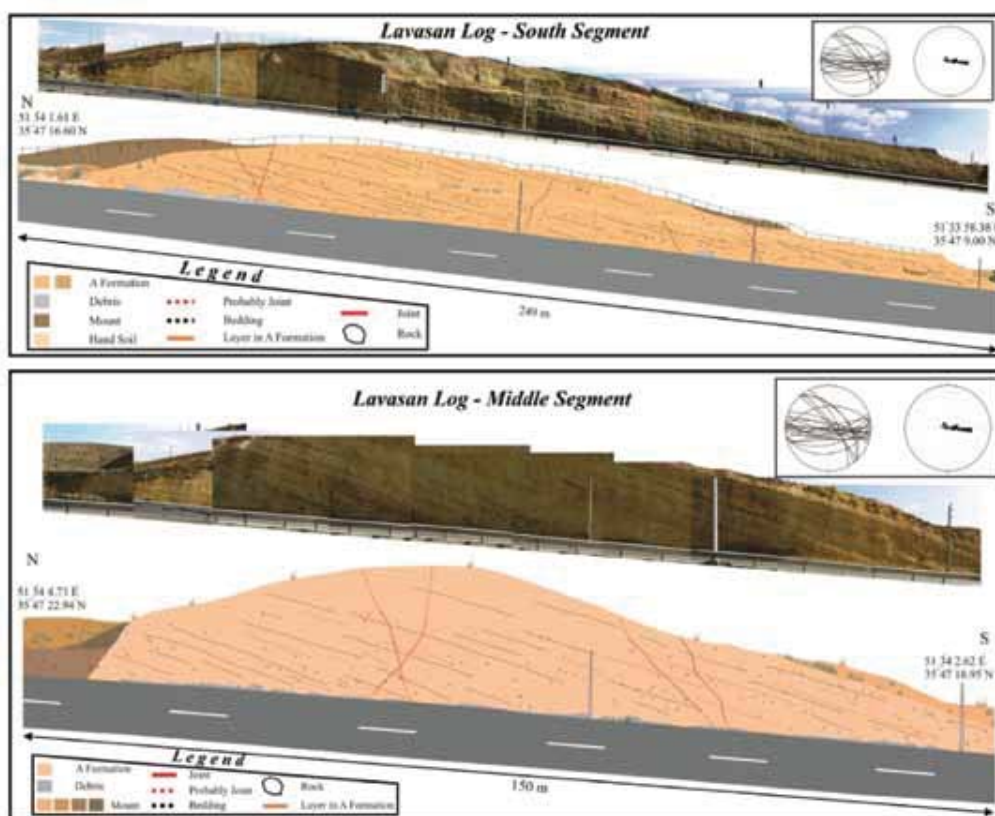 Lavasan Log - South Segment
N
51 54 1.61 E
35 47 16.60 N
S
35 47 9.00 N
Legend
A Formation
Debris
Probably Joint
Joint
Mount
Bedding
Rock
Hand Soil
Layer in A Formation
249 m
Lavasan Log - Middle Segment
N
51 54 4.71 E
35 47 22.94 N
S
51 34 2.62 E
35 47 16.95 N
Legend
A Formation
Joint
Rock
Debris
Probably Joint
Mount
Bedding
Layer in A Formation
150 m